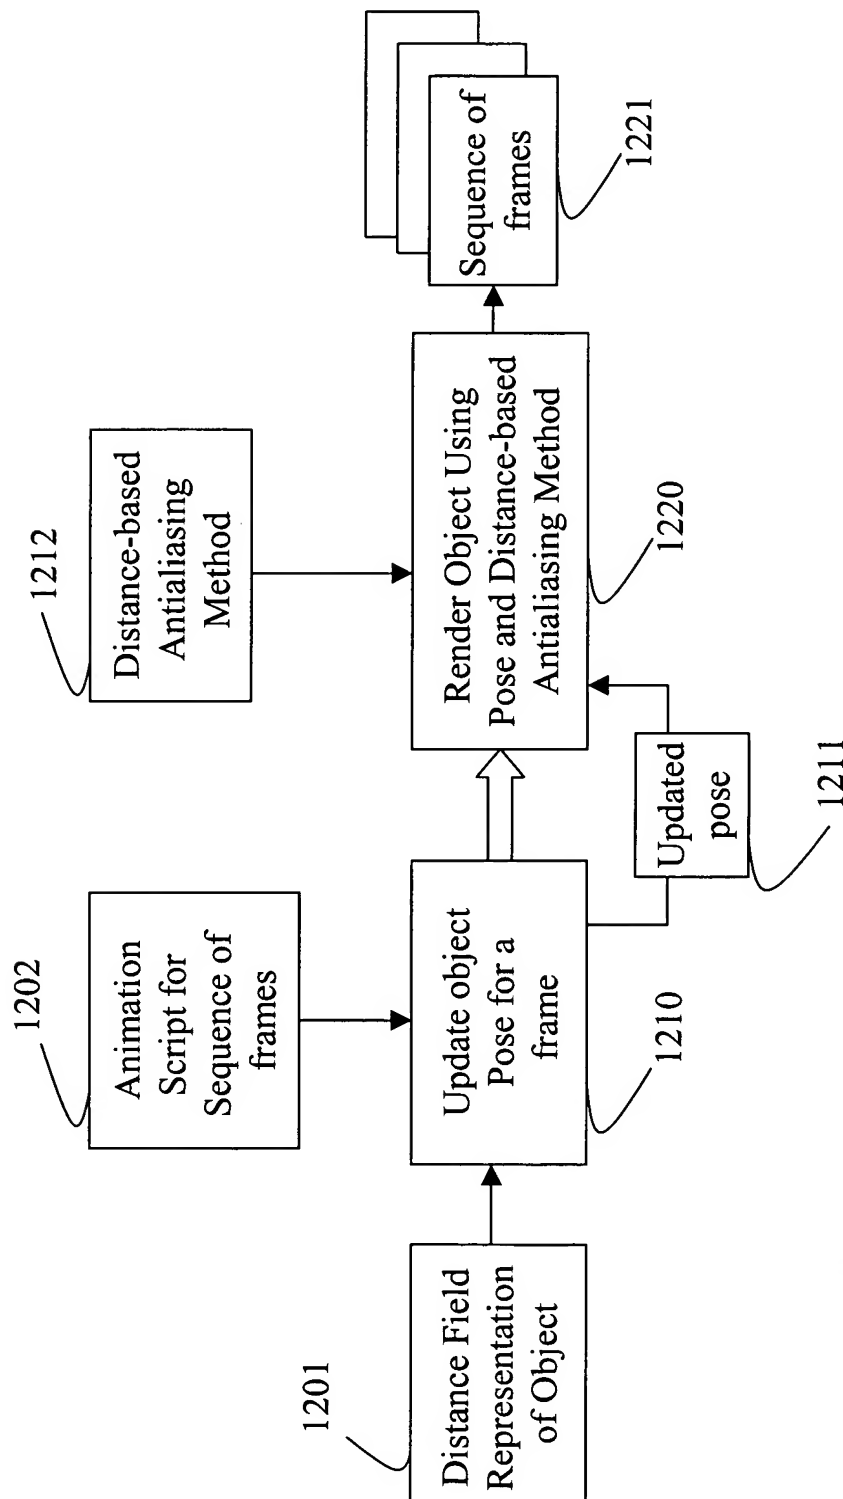 1201
Distance Field
Representation
of Object
1202
Animation
Script for
Sequence of
frames
Update object
Pose for a
frame
1210
Updated
pose
1211
1212
Distance-based
Antialiasing
Method
Render Object Using
Pose and Distance-based
Antialiasing Method
1220
Sequence of
frames
1221